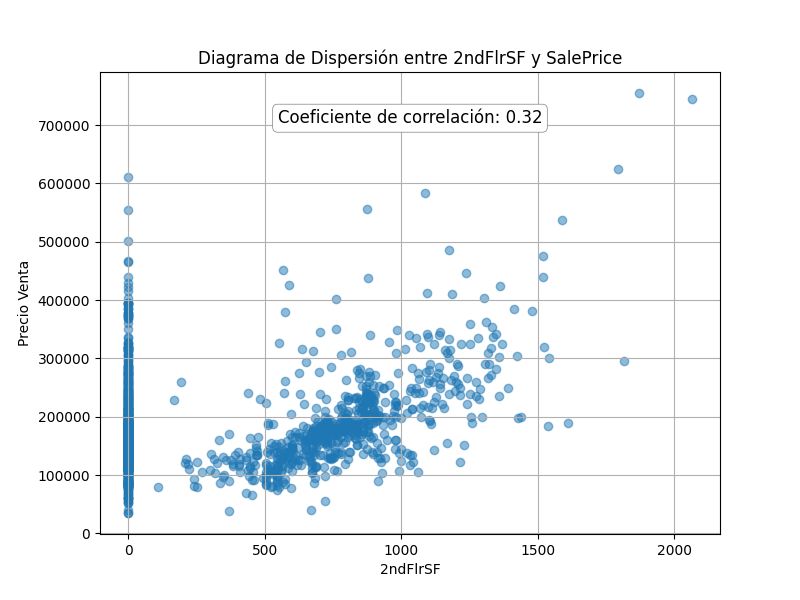 Diagrama de Dispersión entre 2ndFlrSF y SalePrice
Coeficiente de correlación: 0.32
Precio Venta
700000
600000
500000
400000
300000
200000
100000
0
0 500 1000 1500 2000
2ndFlrSF